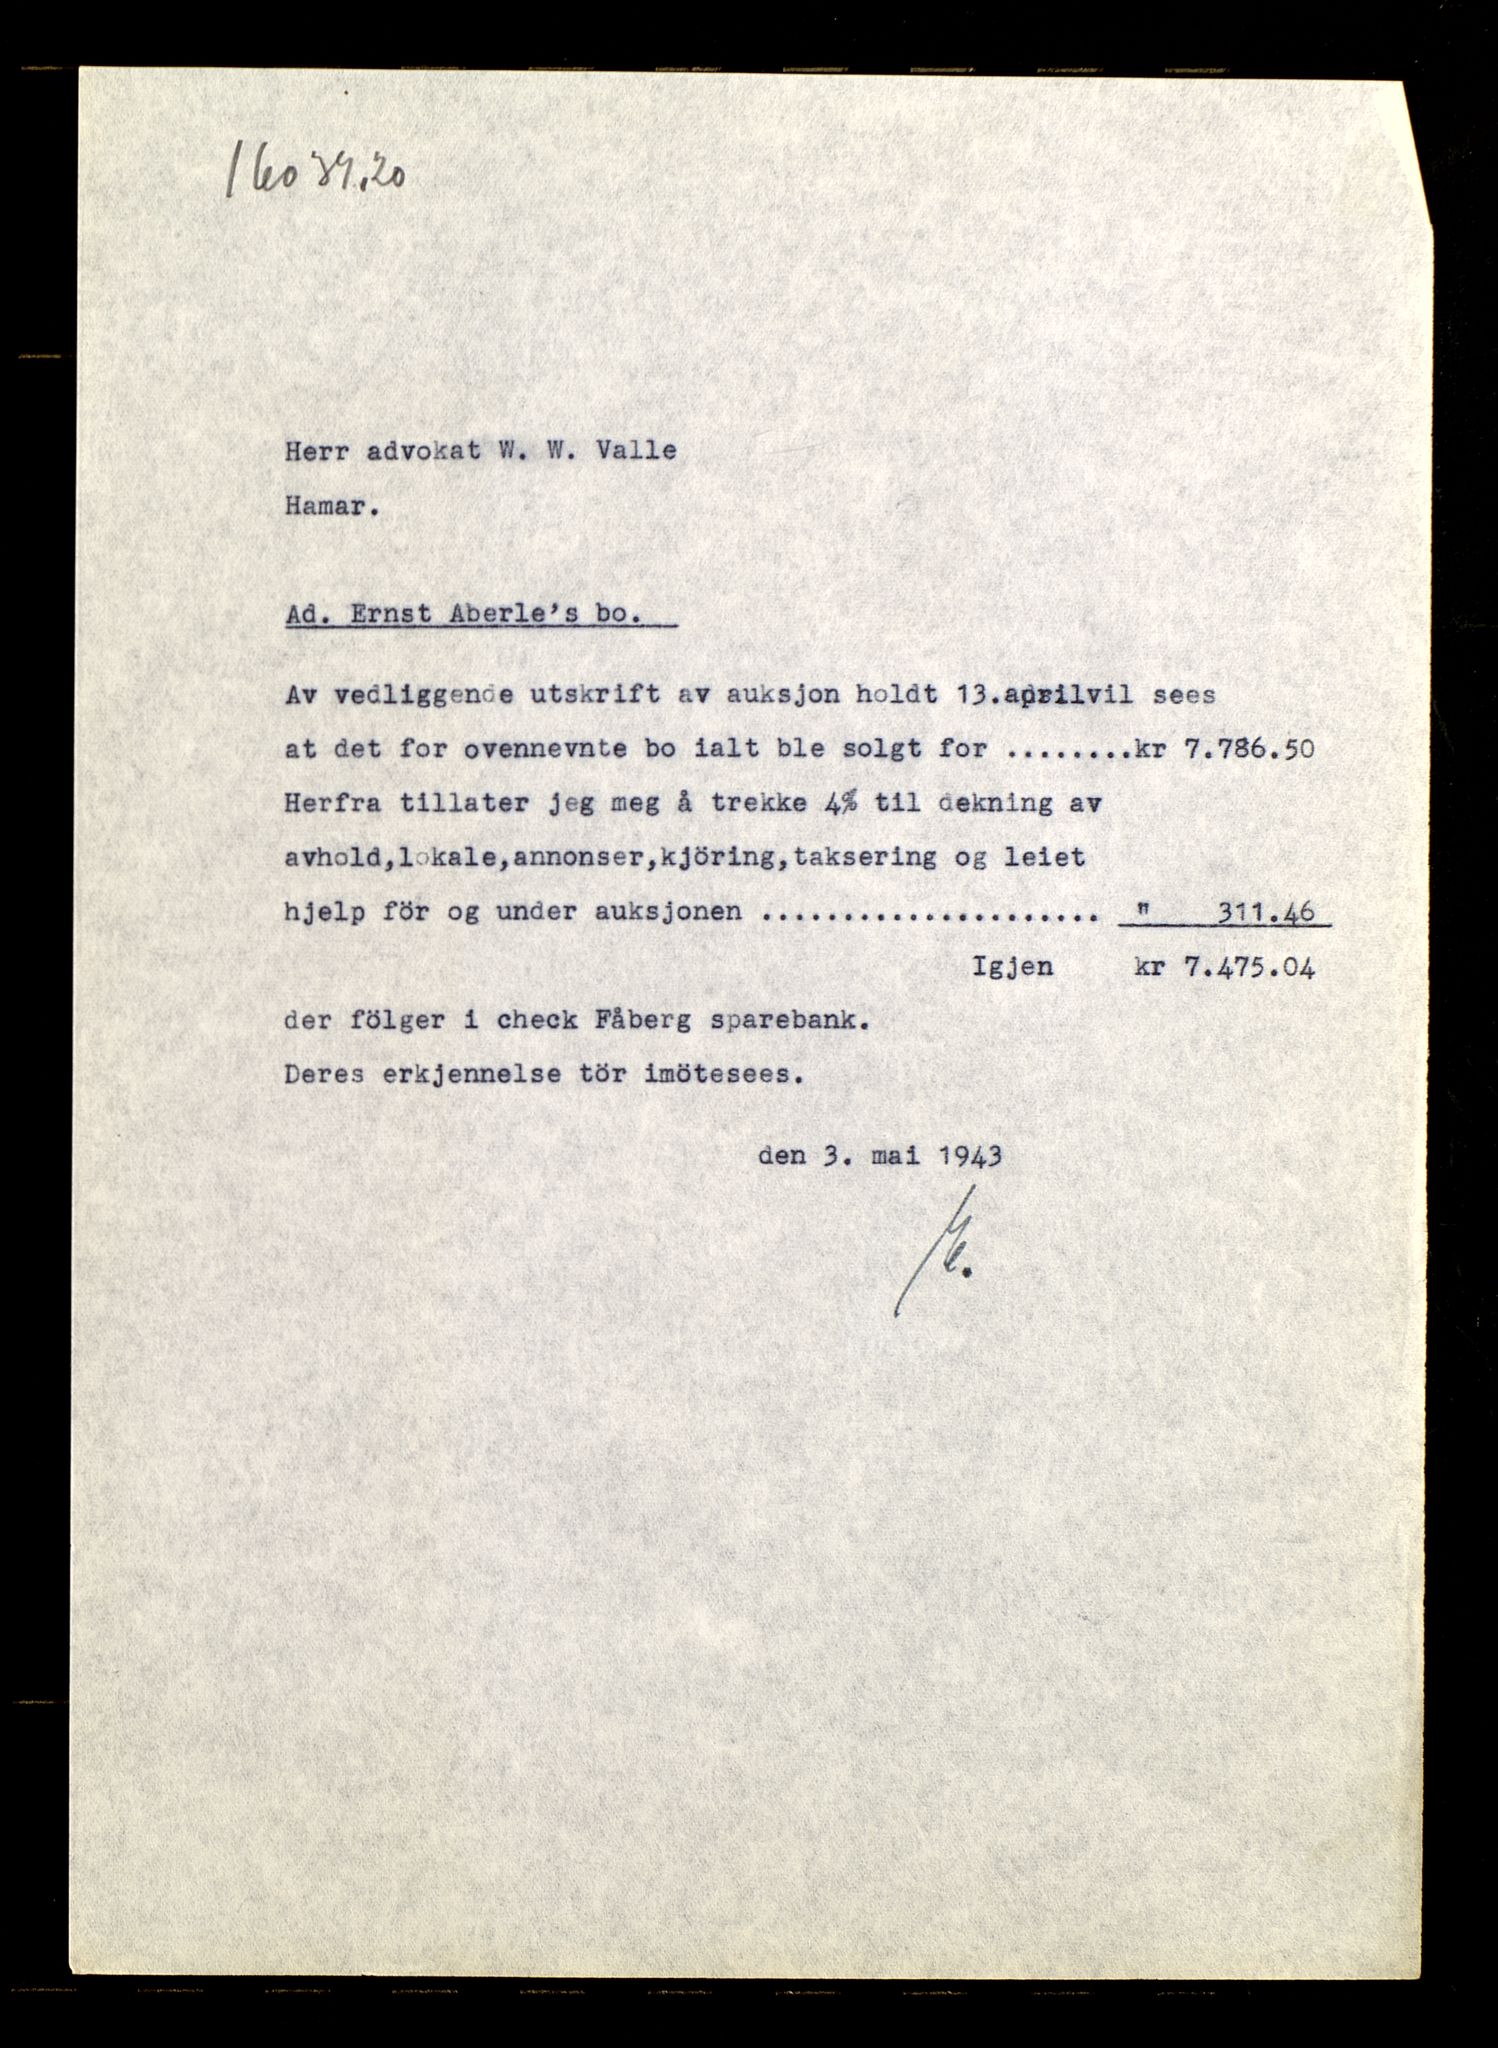 16039.20
Herr advokat W. W. Valle
Hamar.
Ad. Ernst Aberle's bo.
Av vedliggende utskrift av auksjon holdt 13.aprilvil sees
at det for ovennevnte bo ialt ble solgt for ........kr 7.786.50
Herfra tillater jeg meg å trekke 4% til dekning av
avhold,lokale,annonser,kjöring,taksering og leiet
hjelp för og under auksjonen ..................... " 311.46
Igjen kr 7.475.04
der fölger i check Fåberg sparebank.
Deres erkjennelse tör imötesees.
den 3. mai 1943